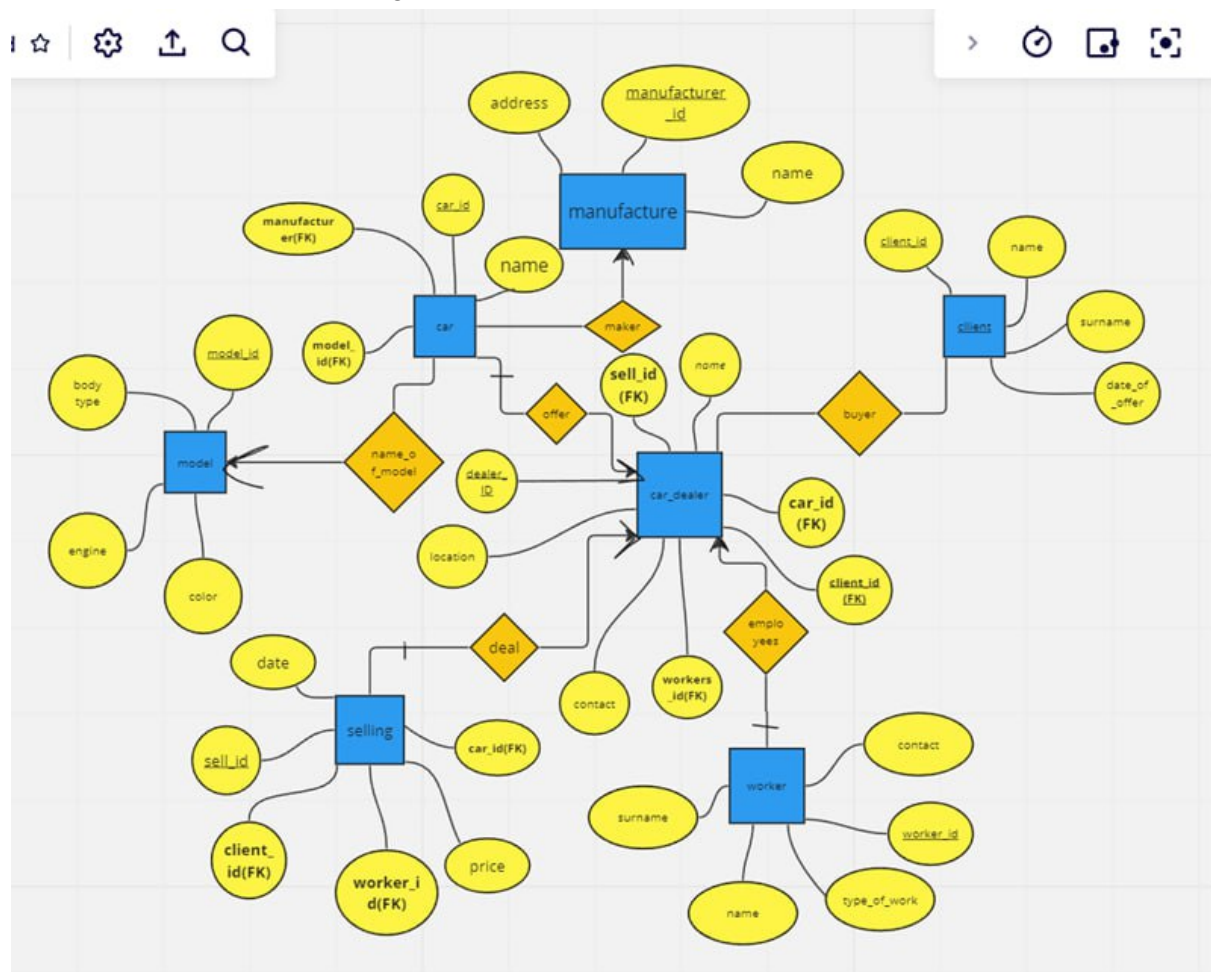 address
manufacturer
_id
name
manufacture
car_id
manufactur
er(FK)
name
client_id
name
car
maker
cllient
surname
model_
id(FK)
model_id
sell_id
(FK)
name
date_of
_offer
body
type
offer
buyer
name_o
f_model
model
dealer_
ID
car_dealer
car_id
(FK)
engine
location
client_id
(FK)
color
emplo
yees
deal
date
workers
_id(FK)
contact
selling
car_id(FK)
contact
sell_id
worker
surname
worker_id
client_
id(FK)
price
worker_i
d(FK)
type_of_work
name